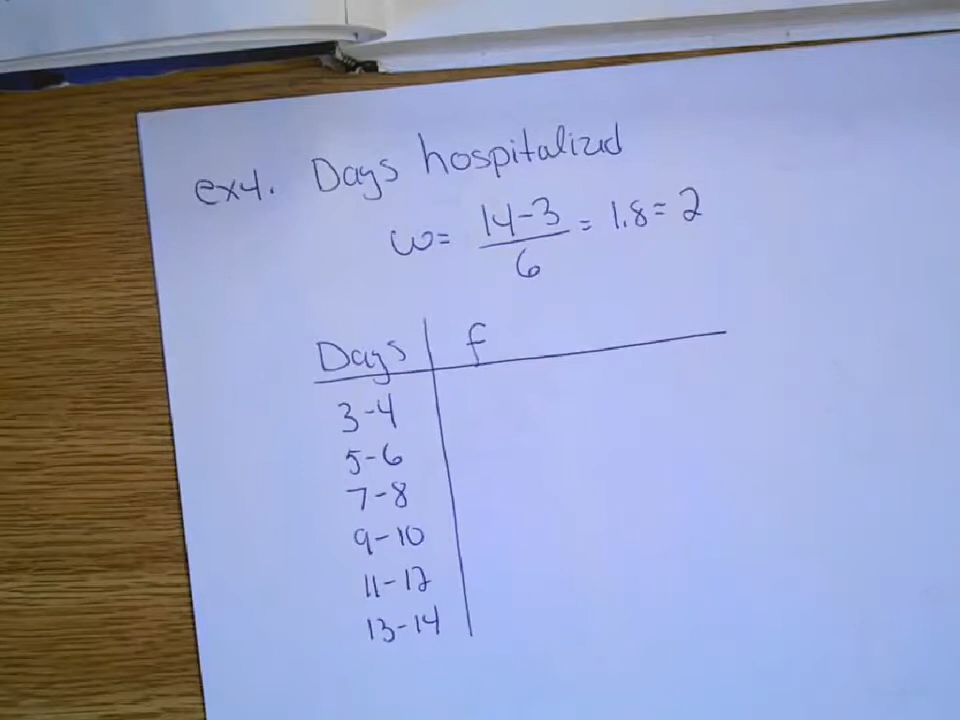 ex4. Days hospitalized
w = 14-3 / 6 = 1.8 = 2
Days f
3-4
5-6
7-8
9-10
11-12
13-14